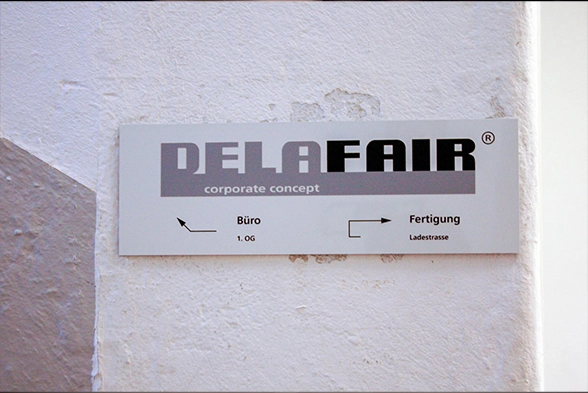 DELAFAIR®
corporate concept
Büro
1. OG
Fertigung
Ladestrasse